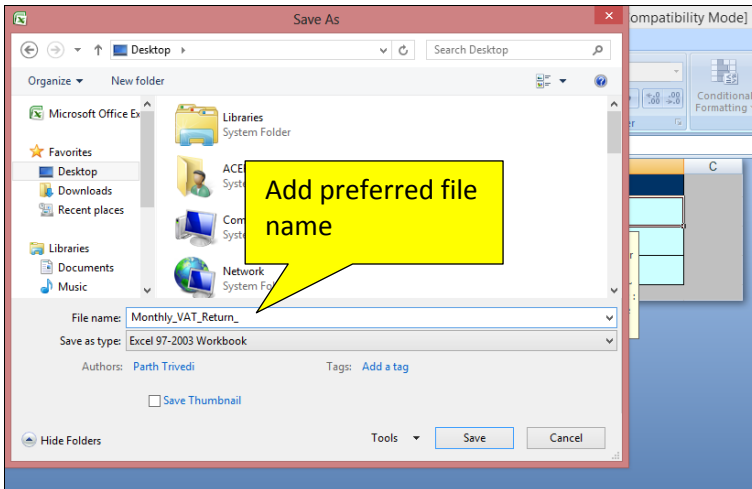 Save As
ompatibility Mode]
Desktop
Search Desktop
Organize
New folder
Conditional
Formatting
Microsoft Office Ex
Libraries
System Folder
C
Favorites
Desktop
Downloads
Recent places
ACE
Syst
Add preferred file
name
Com
Syste
Libraries
Documents
Music
Network
System Fo
File name: Monthly_VAT_Return_
Save as type: Excel 97-2003 Workbook
Authors: Parth Trivedi
Tags: Add a tag
Save Thumbnail
Hide Folders
Tools
Save
Cancel